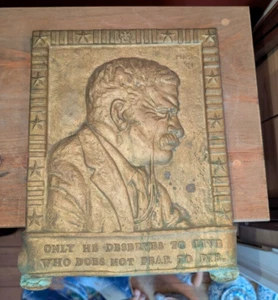 ONLY HE DESERVES TO LIVE
WHO DOES NOT FEAR TO DIE